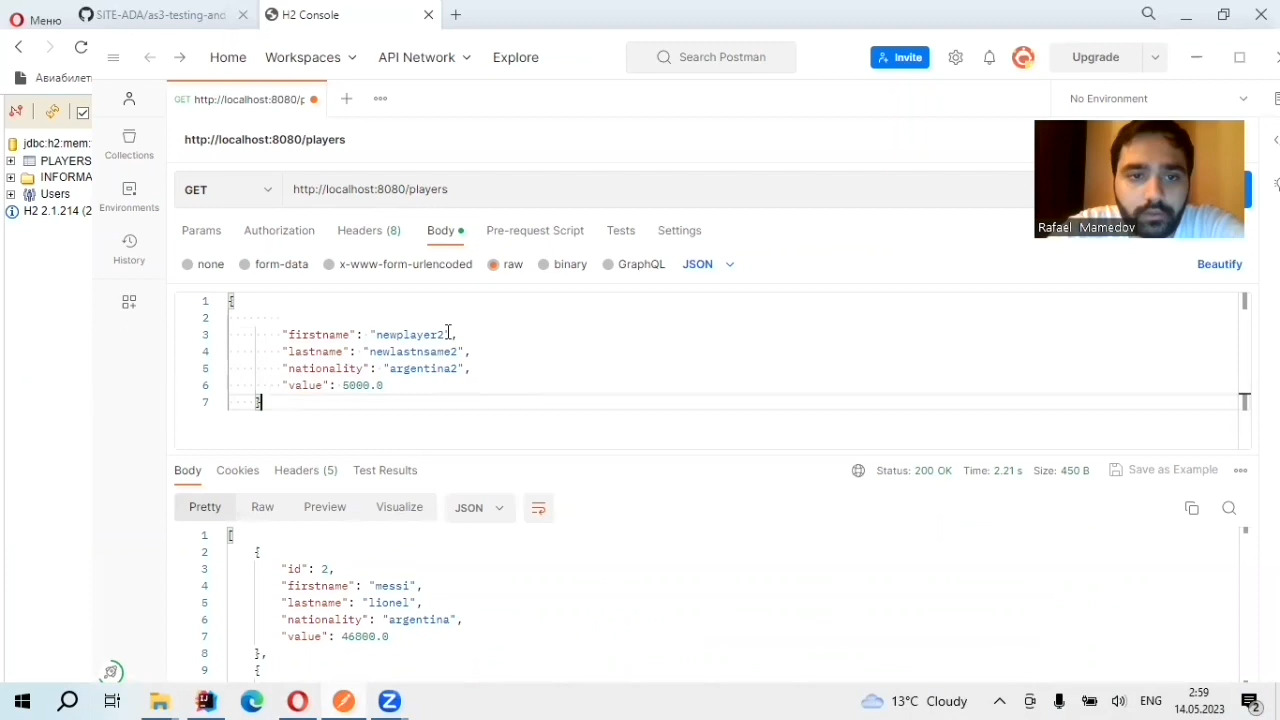 Меню
SITE-ADA/as3-testing-and
H2 Console
Авиабилет
Home
Workspaces
API Network
Explore
Search Postman
Invite
Upgrade
GET http://localhost:8080/p
No Environment
jdbc:h2:mem:
PLAYERS
INFORMA
Users
H2 2.1.214 (2
Collections
Environments
History
http://localhost:8080/players
GET
http://localhost:8080/players
Rafael Mamedov
Params
Authorization
Headers (8)
Body
Pre-request Script
Tests
Settings
none
form-data
x-www-form-urlencoded
raw
binary
GraphQL
JSON
Beautify
1 {
2
3 "firstname": "newplayer2",
4 "lastname": "newlastnsame2",
5 "nationality": "argentina2",
6 "value": 5000.0
7 }
Body
Cookies
Headers (5)
Test Results
Status: 200 OK
Time: 2.21 s
Size: 450 B
Save as Example
Pretty
Raw
Preview
Visualize
JSON
1 [
2 {
3 "id": 2,
4 "firstname": "messi",
5 "lastname": "lionel",
6 "nationality": "argentina",
7 "value": 46800.0
8 },
9 {
13°C Cloudy
ENG
2:59
14.05.2023
2